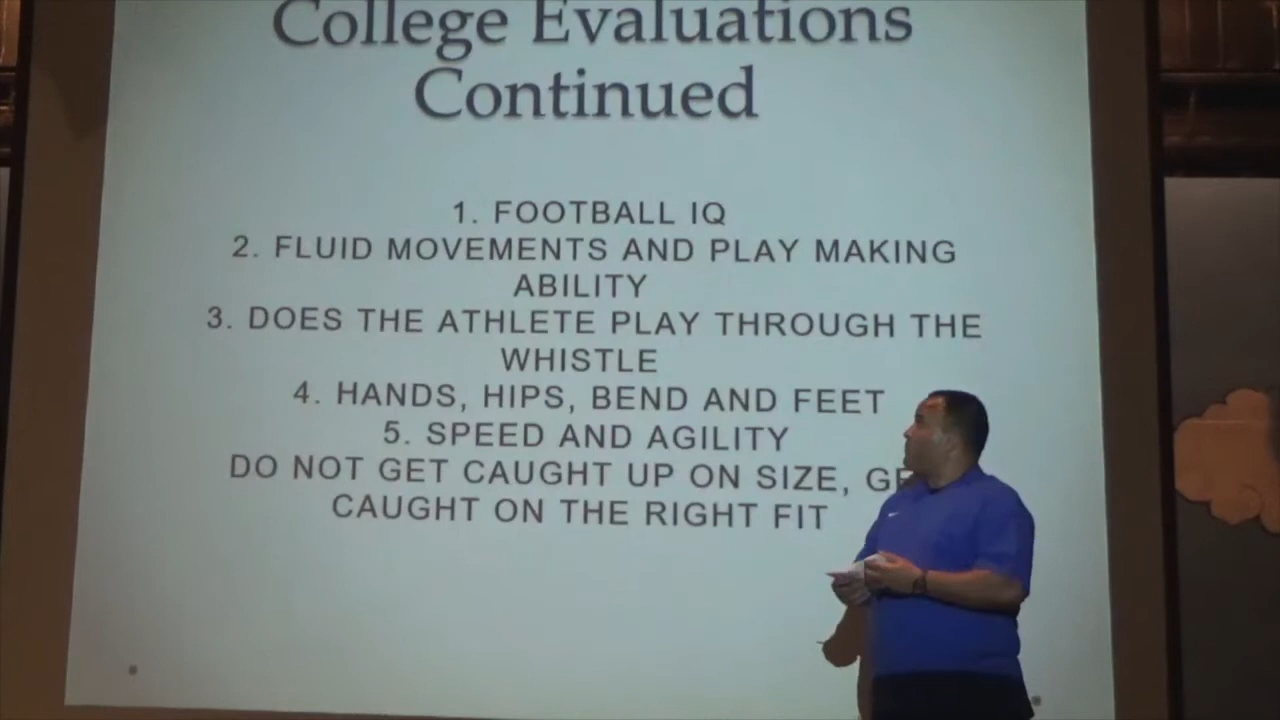 College Evaluations
Continued
1. FOOTBALL IQ
2. FLUID MOVEMENTS AND PLAY MAKING
ABILITY
3. DOES THE ATHLETE PLAY THROUGH THE
WHISTLE
4. HANDS, HIPS, BEND AND FEET
5. SPEED AND AGILITY
DO NOT GET CAUGHT UP ON SIZE,
CAUGHT ON THE RIGHT FIT